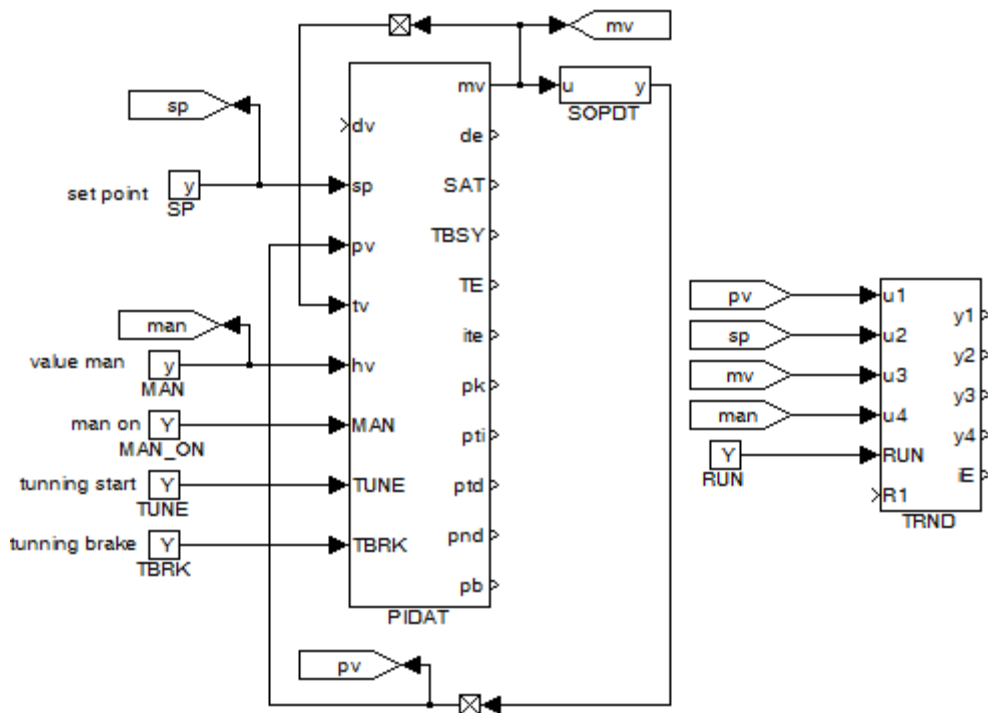 mv
sp
set point
y
SP
man
value man
y
MAN
man on
Y
MAN_ON
tunning start
Y
TUNE
tunning brake
Y
TBRK
dv
sp
pv
tv
hv
MAN
TUNE
TBRK
mv
de
SAT
TBSY
TE
ite
pk
pti
ptd
pnd
pb
PIDAT
u y
SOPDT
pv
pv
sp
mv
man
Y
RUN
u1
u2
u3
u4
RUN
R1
y1
y2
y3
y4
iE
TRND